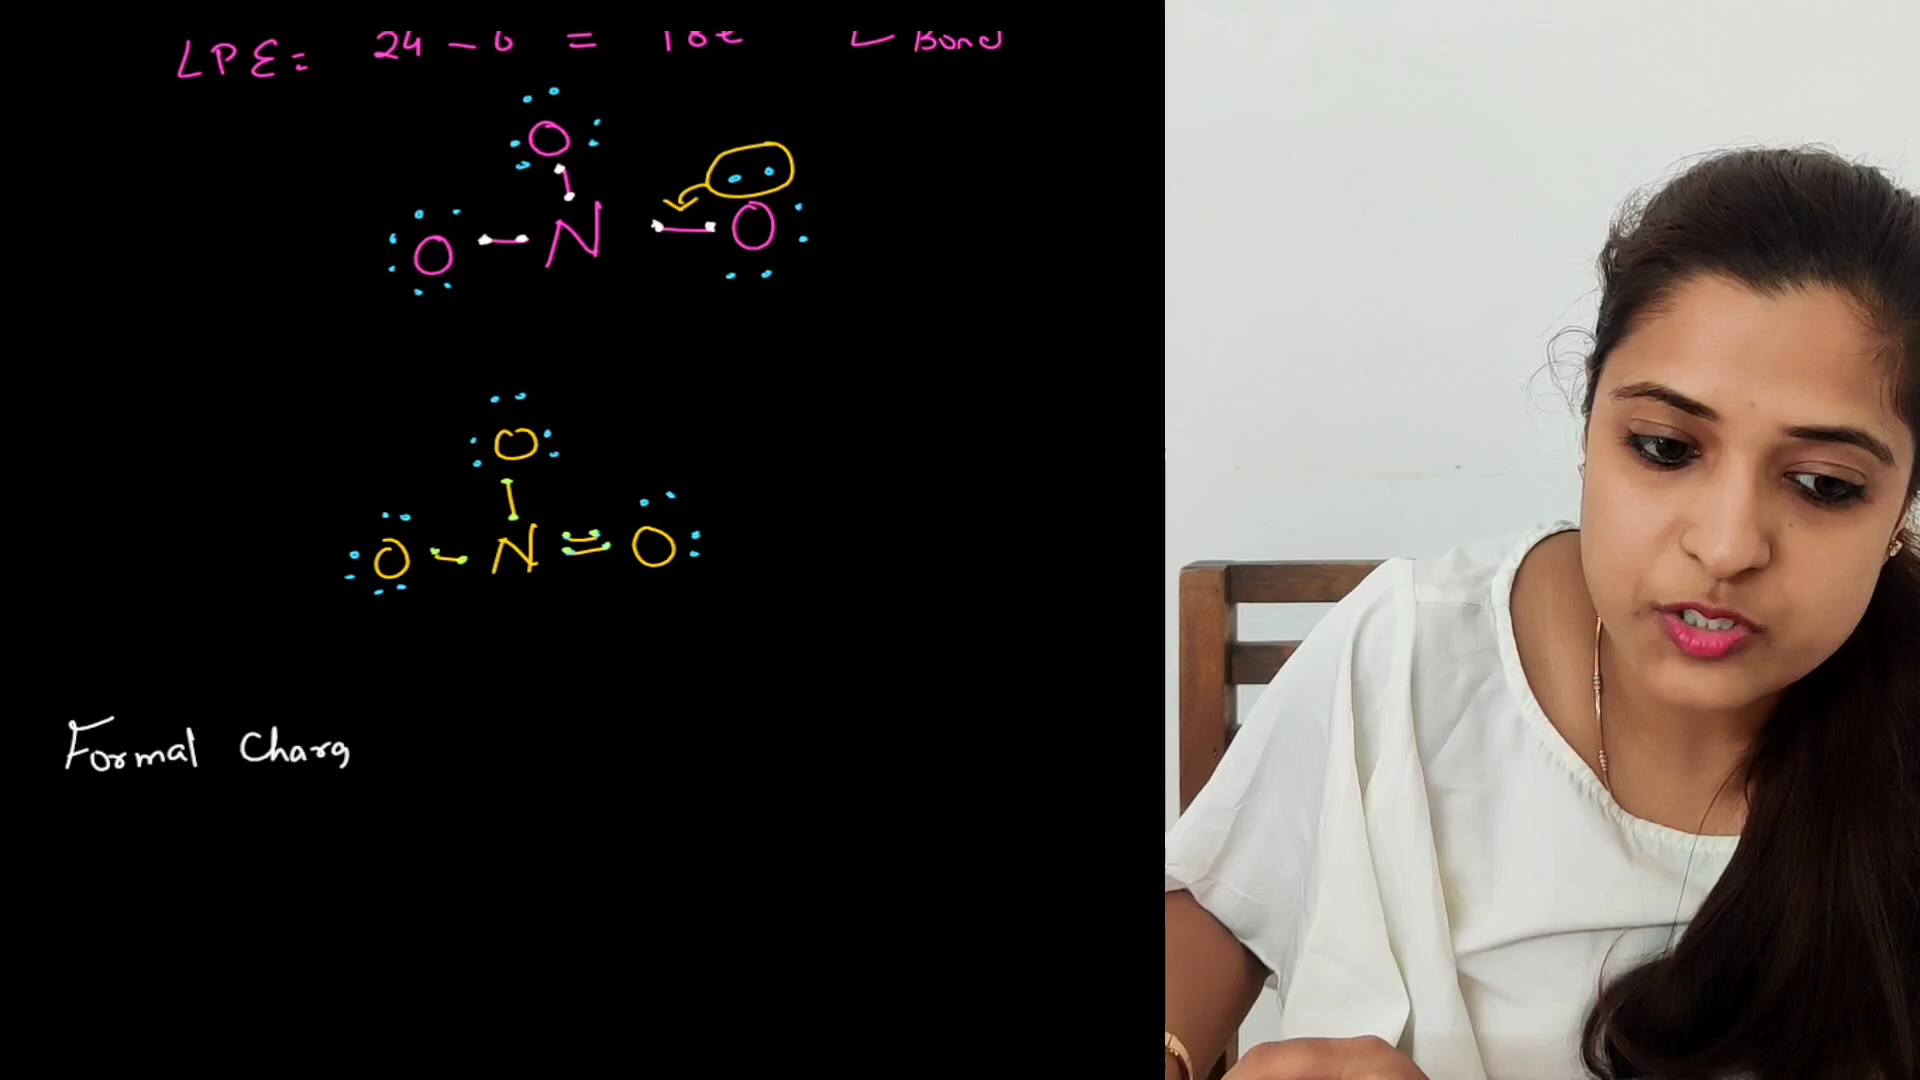 LPE= 24 - 6 = 18e ↳ Bond
O
O - N - O
O
O - N = O
Formal Charg